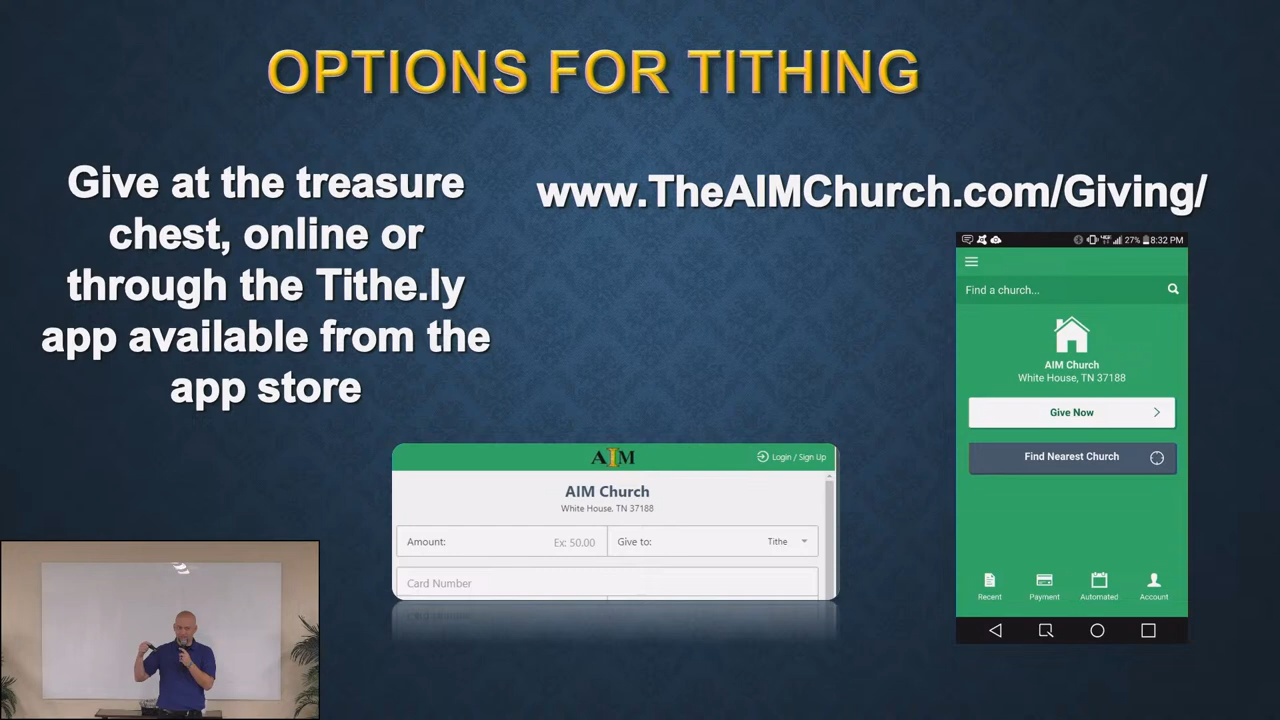 OPTIONS FOR TITHING
Give at the treasure
chest, online or
through the Tithe.ly
app available from the
app store
www.TheAIMChurch.com/Giving/
27% 8:32 PM
Find a church...
AIM Church
White House, TN 37188
Give Now
Find Nearest Church
Recent Payment Automated Account
AIM Login / Sign Up
AIM Church
White House, TN 37188
Amount: Ex: 50.00 Give to: Tithe
Card Number